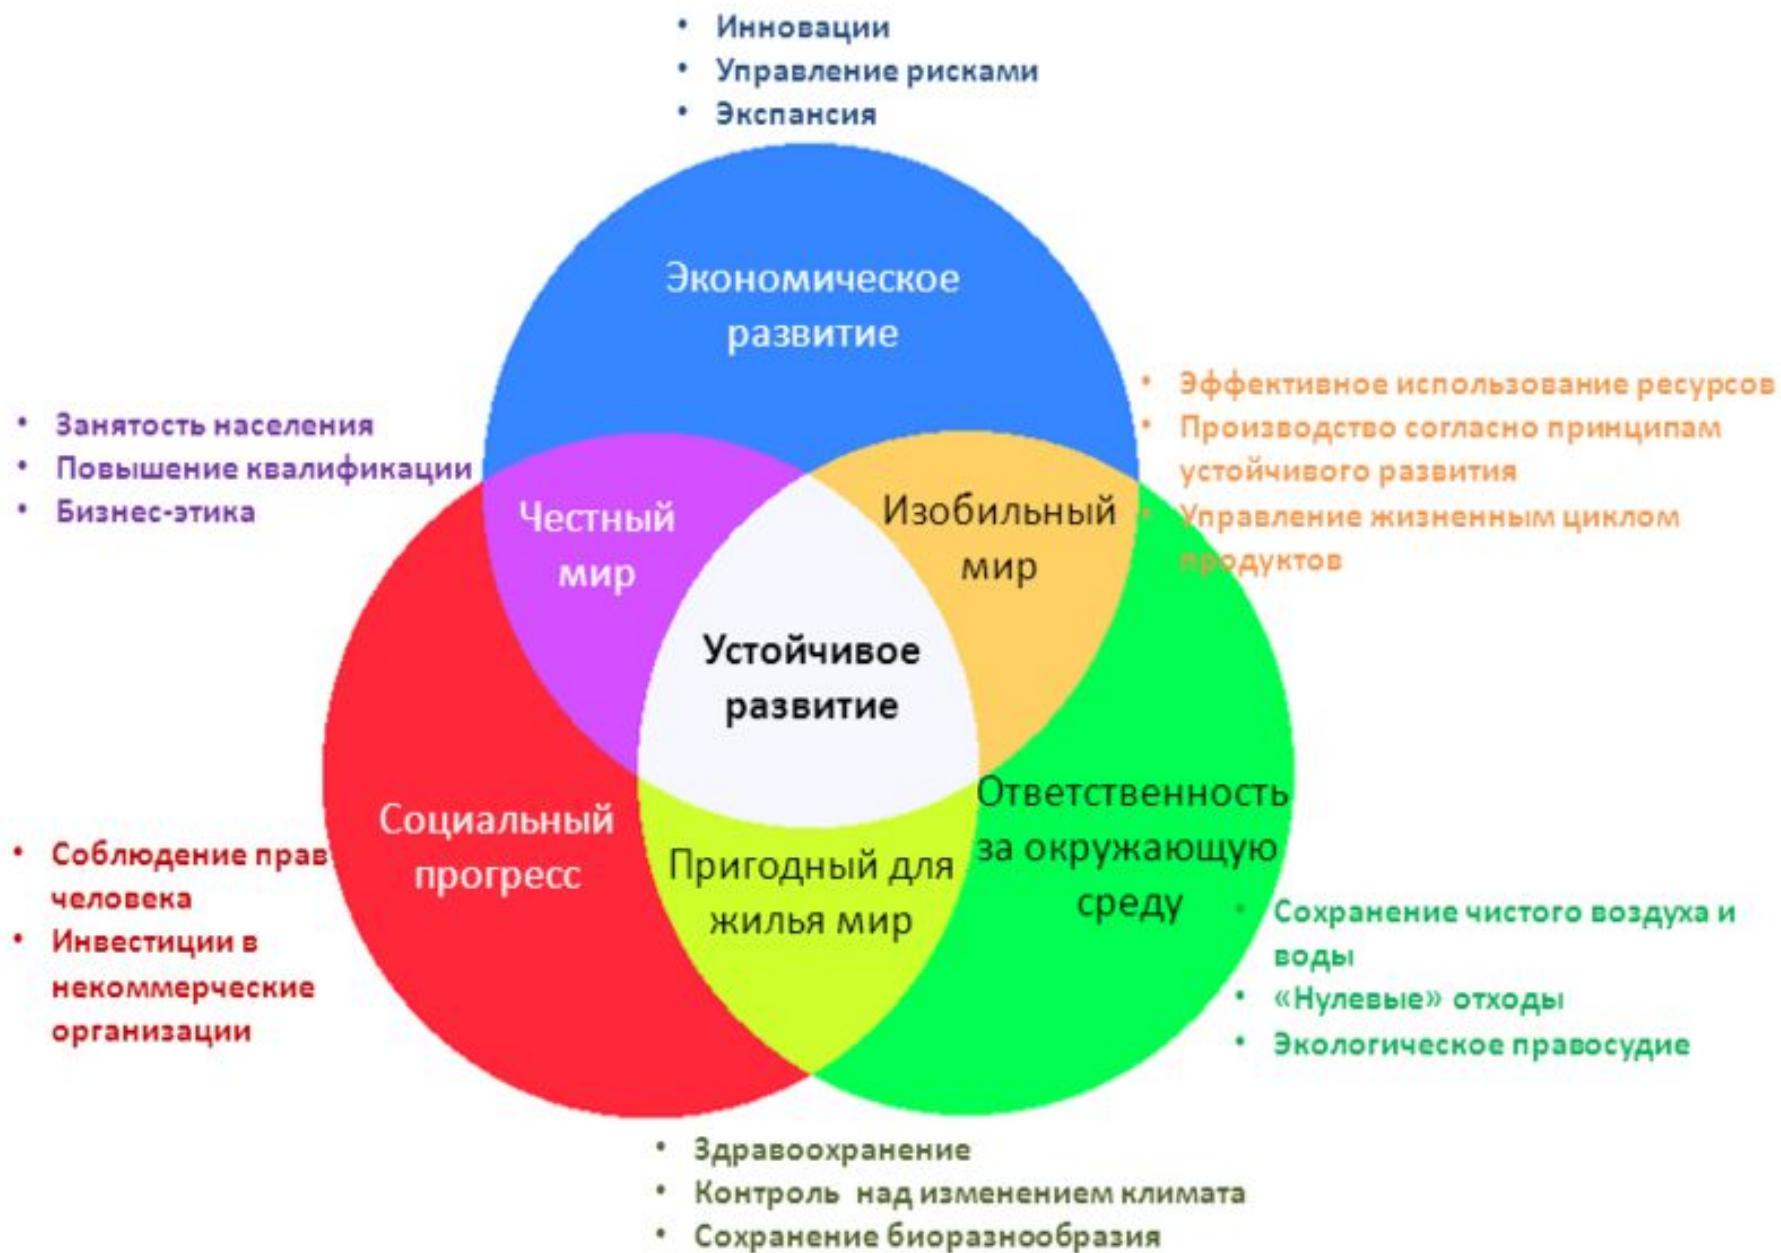 • Инновации
• Управление рисками
• Экспансия
Экономическое
развитие
• Занятость населения
• Повышение квалификации
• Бизнес-этика
• Эффективное использование ресурсов
• Производство согласно принципам
устойчивого развития
• Управление жизненным циклом
продуктов
Честный
мир
Изобильный
мир
Устойчивое
развитие
Социальный
прогресс
Пригодный для
жилья мир
Ответственность
за окружающую
среду
• Соблюдение прав
человека
• Инвестиции в
некоммерческие
организации
• Сохранение чистого воздуха и
воды
• «Нулевые» отходы
• Экологическое правосудие
• Здравоохранение
• Контроль над изменением климата
• Сохранение биоразнообразия